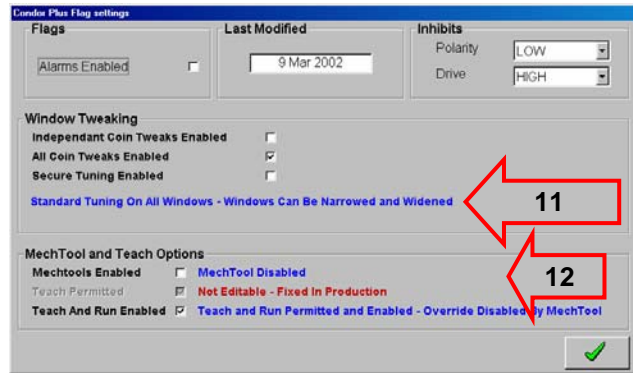 Condor Plus Flag settings
Flags
Last Modified
Inhibits
Alarms Enabled
9 Mar 2002
Polarity LOW
Drive HIGH
Window Tweaking
Independant Coin Tweaks Enabled
All Coin Tweaks Enabled
Secure Tuning Enabled
Standard Tuning On All Windows - Windows Can Be Narrowed and Widened
11
MechTool and Teach Options
Mechtools Enabled MechTool Disabled
Teach Permitted Not Editable - Fixed In Production
12
Teach And Run Enabled Teach and Run Permitted and Enabled - Override Disabled By MechTool